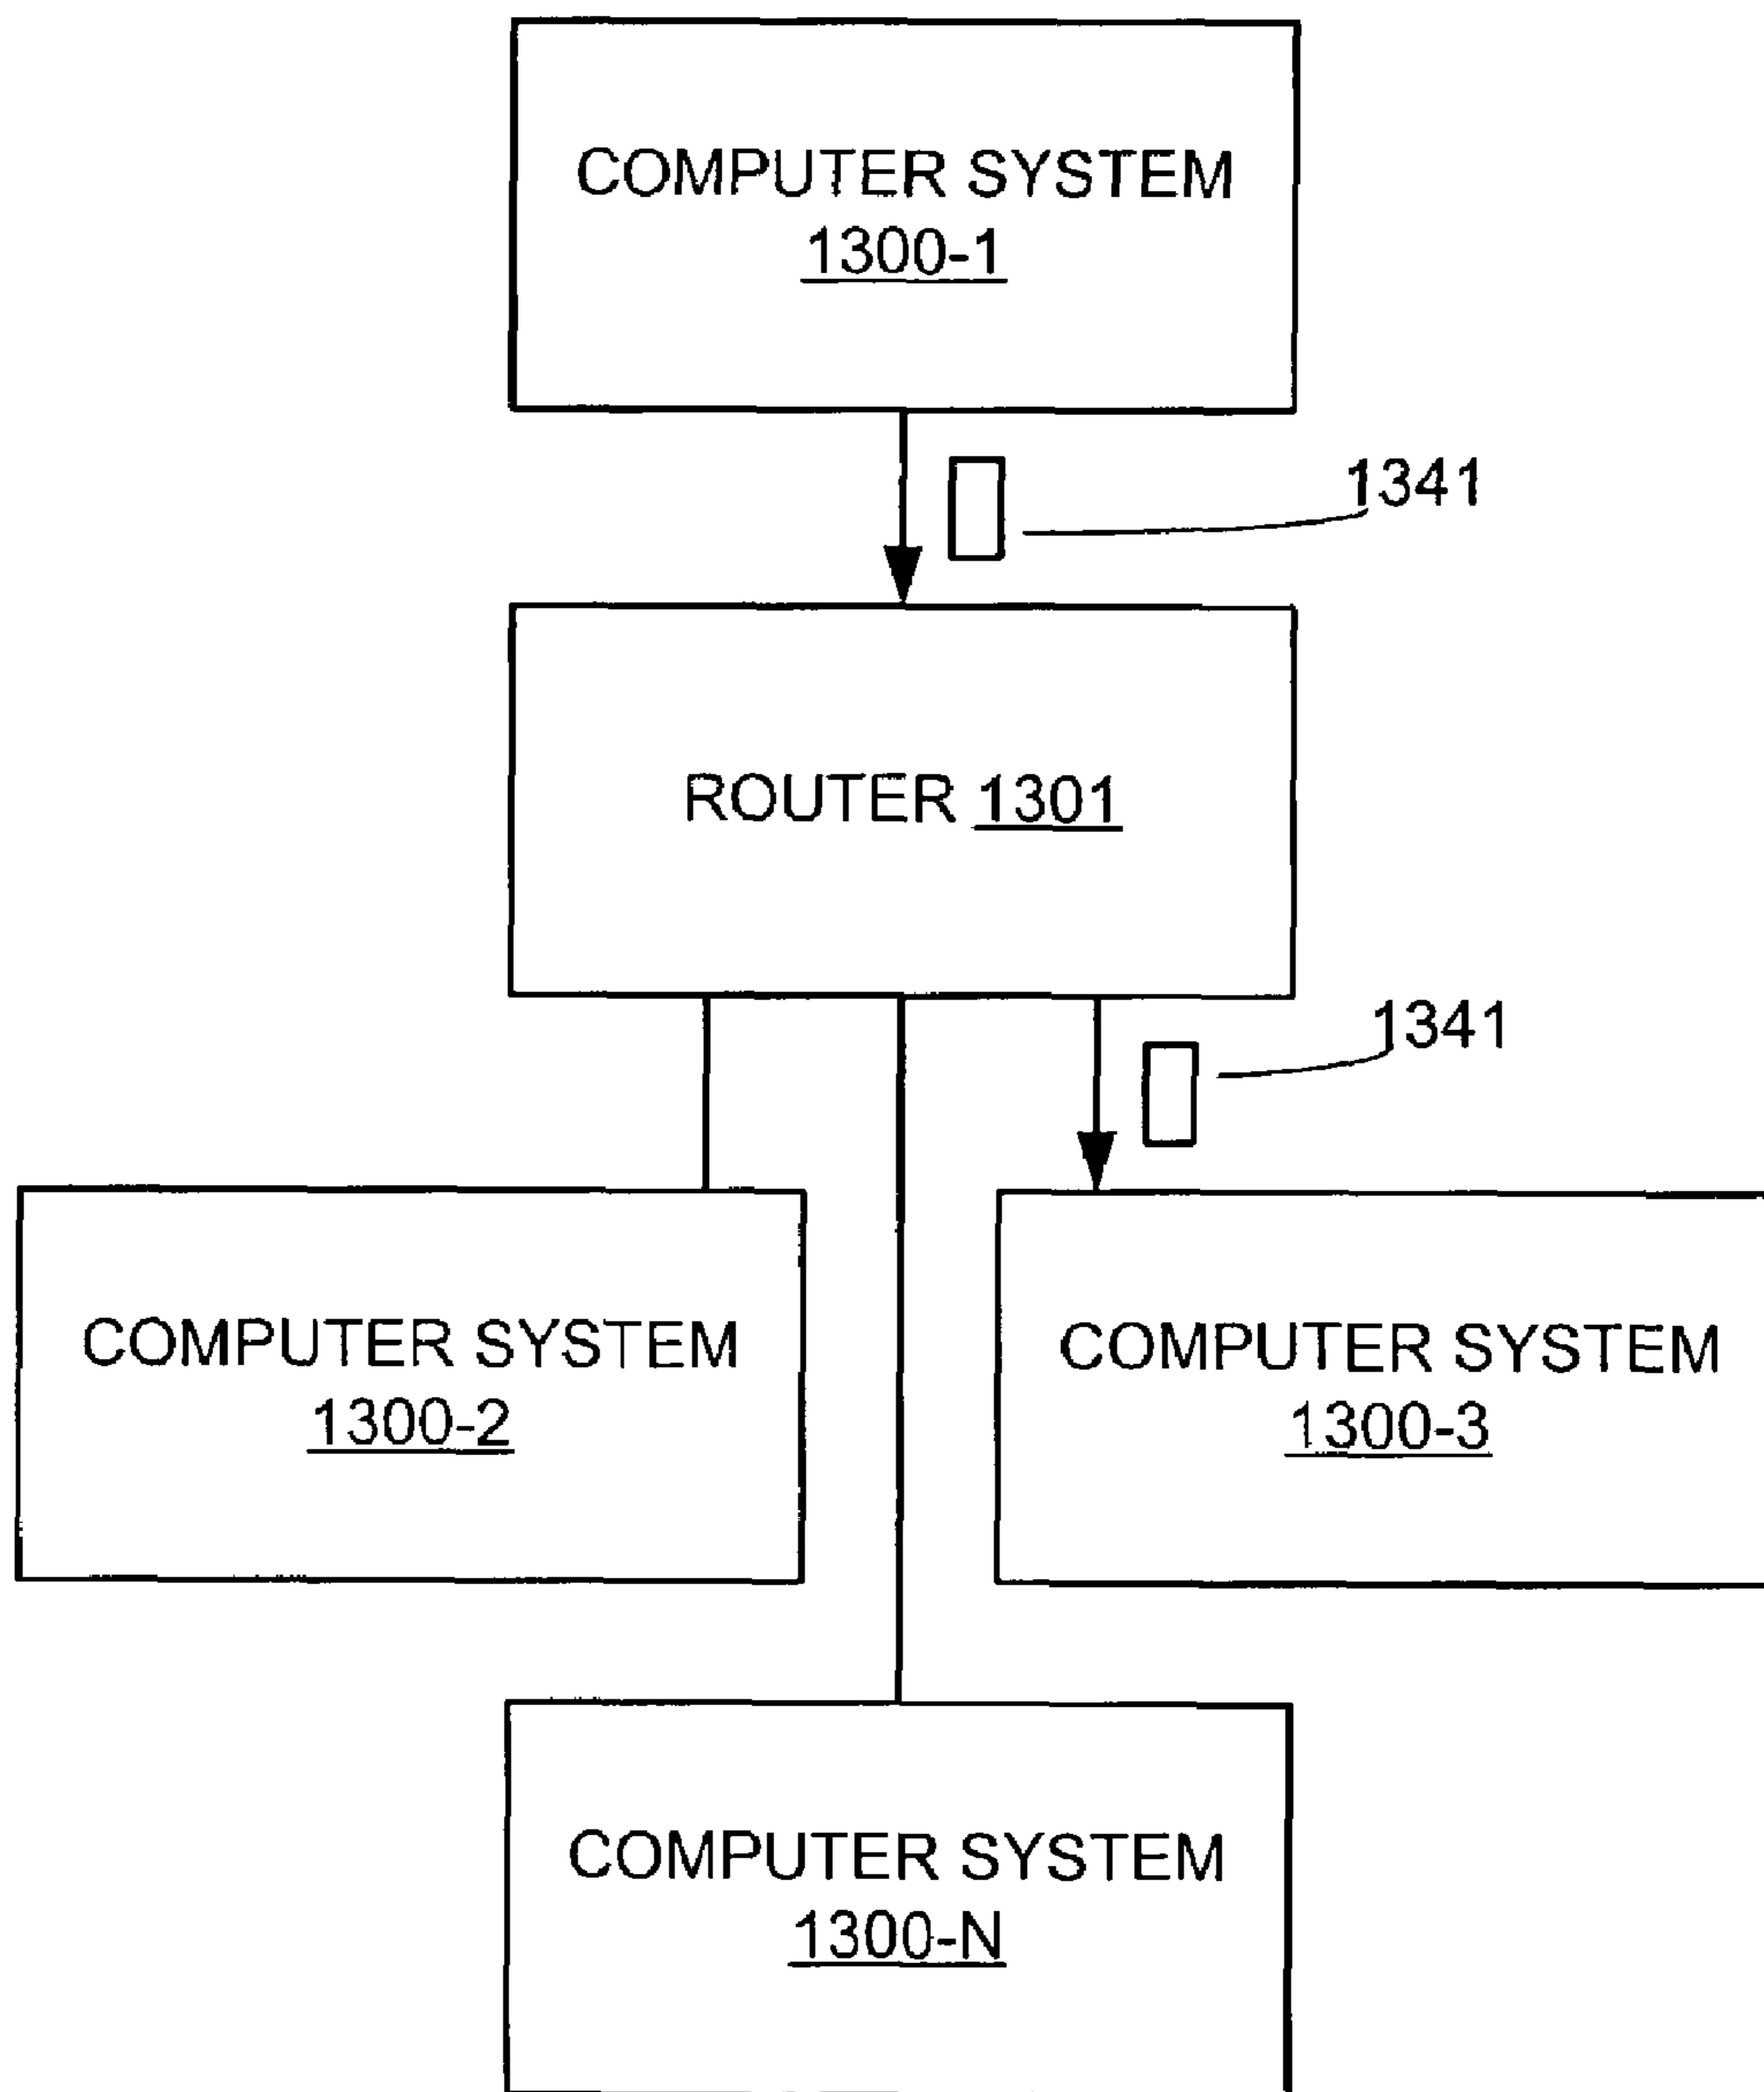 COMPUTER SYSTEM
1300-1
1341
ROUTER 1301
1341
COMPUTER SYSTEM
1300-2
COMPUTER SYSTEM
1300-3
COMPUTER SYSTEM
1300-N